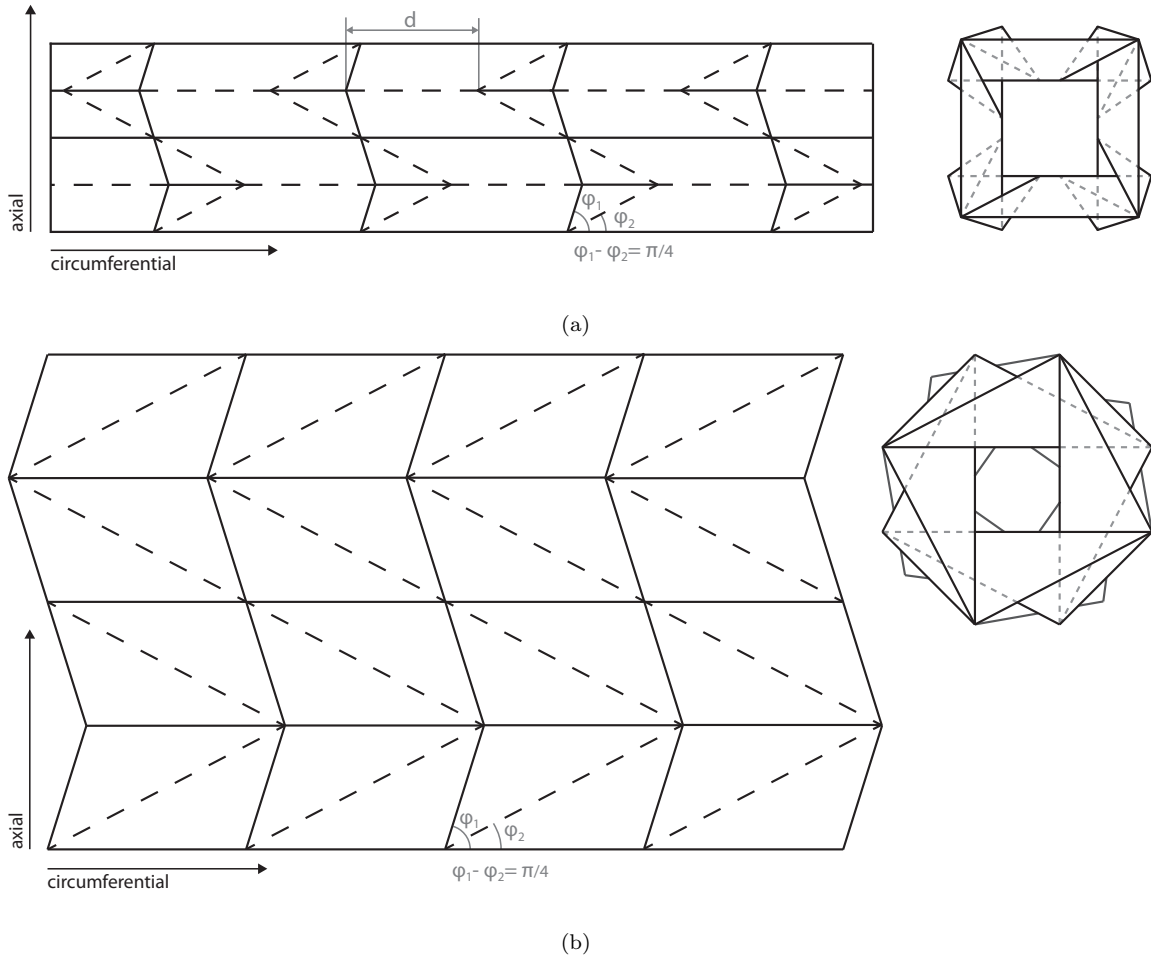 d
axial
φ1
φ2
φ1- φ2= π/4
circumferential
(a)
axial
φ1
φ2
φ1- φ2= π/4
circumferential
(b)